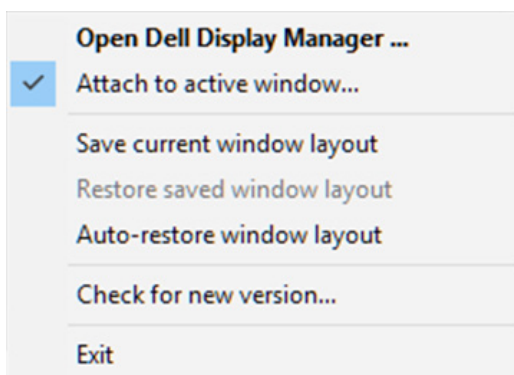 Open Dell Display Manager ...
Attach to active window...
Save current window layout
Restore saved window layout
Auto-restore window layout
Check for new version...
Exit